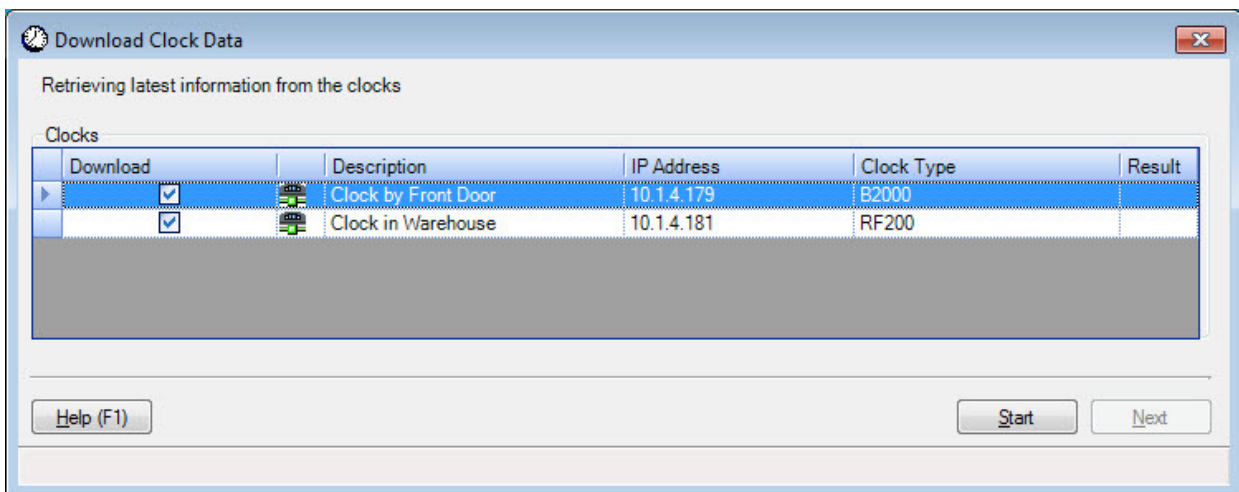 Download Clock Data
Retrieving latest information from the clocks
Clocks
Download Description IP Address Clock Type Result
Clock by Front Door 10.1.4.179 B2000
Clock in Warehouse 10.1.4.181 RF200
Help (F1) Start Next